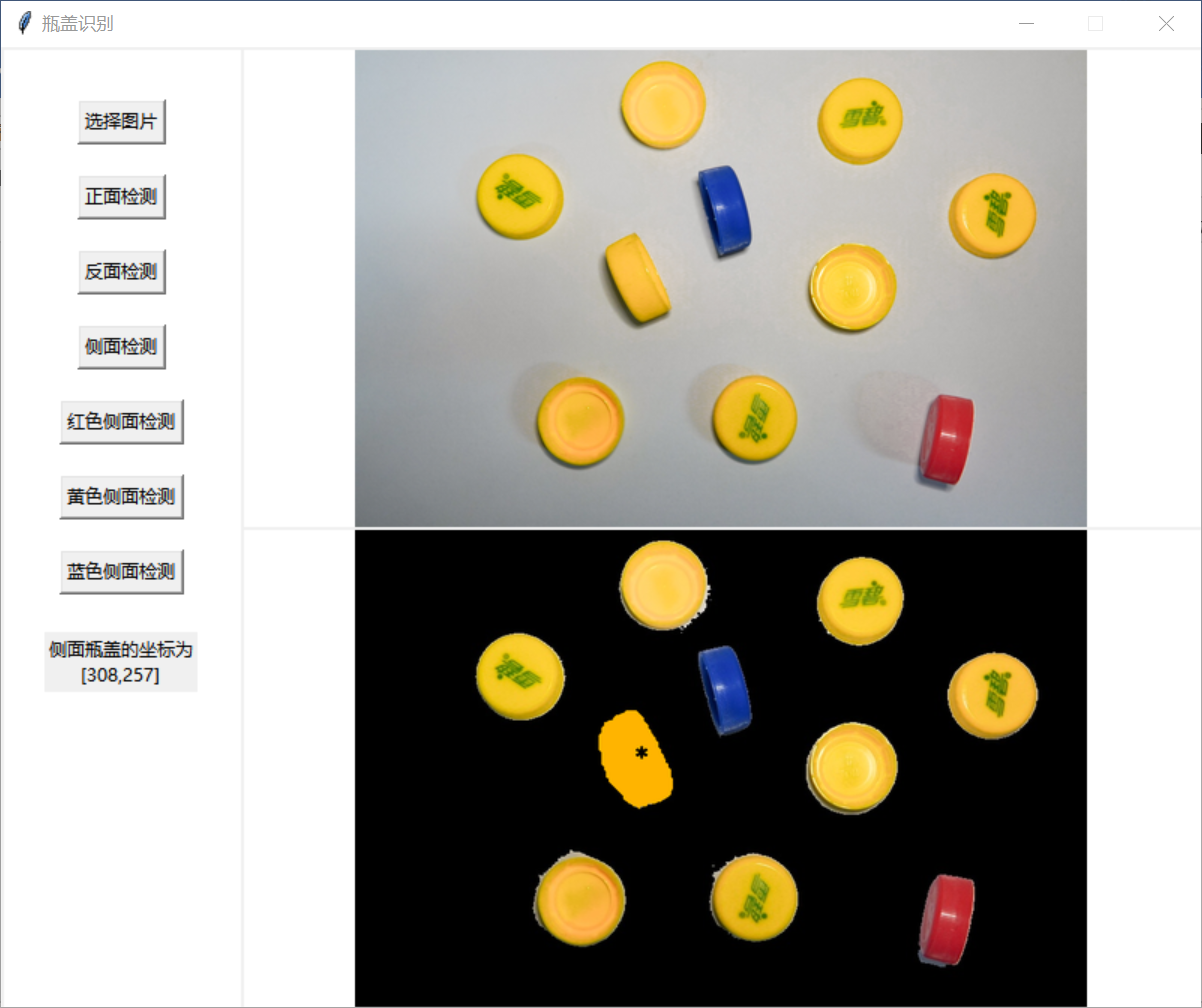 瓶盖识别
选择图片
正面检测
反面检测
侧面检测
红色侧面检测
黄色侧面检测
蓝色侧面检测
侧面瓶盖的坐标为
[308,257]